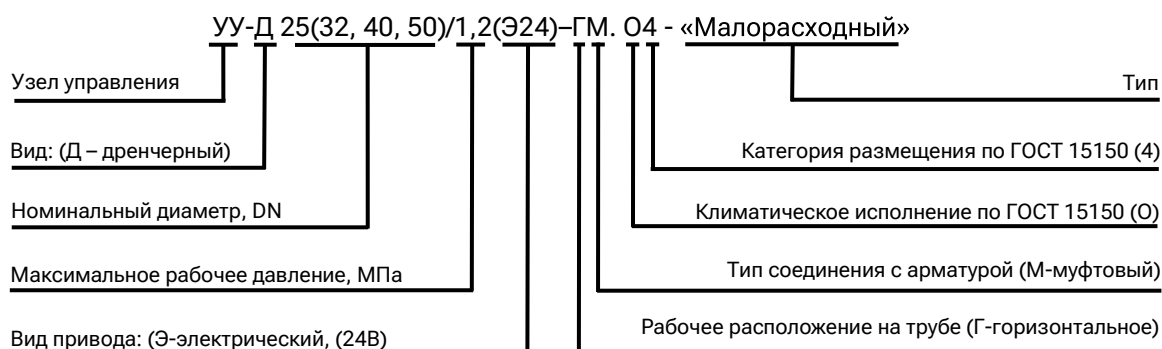 УУ-Д 25(32, 40, 50)/1,2(Э24)–ГМ. О4 - «Малорасходный»
Узел управления
Тип
Вид: (Д – дренчерный)
Категория размещения по ГОСТ 15150 (4)
Номинальный диаметр, DN
Климатическое исполнение по ГОСТ 15150 (О)
Максимальное рабочее давление, МПа
Тип соединения с арматурой (М-муфтовый)
Вид привода: (Э-электрический, (24В)
Рабочее расположение на трубе (Г-горизонтальное)